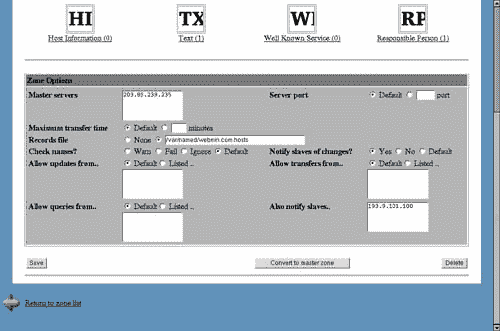 HI TX WI RP
Host Information (0) Text (1) Well Known Service (0) Responsible Person (1)
Zone Options
Master servers 203.85.239.235 Server port Default port
Maximum transfer time Default minutes
Records file None /var/named/webmin.com.hosts
Check names? Warn Fail Ignore Default Notify slaves of changes? Yes No Default
Allow updates from.. Default Listed .. Allow transfers from.. Default Listed ..
Allow queries from.. Default Listed .. Also notify slaves.. 193.9.101.100
Save Convert to master zone Delete
Return to zone list